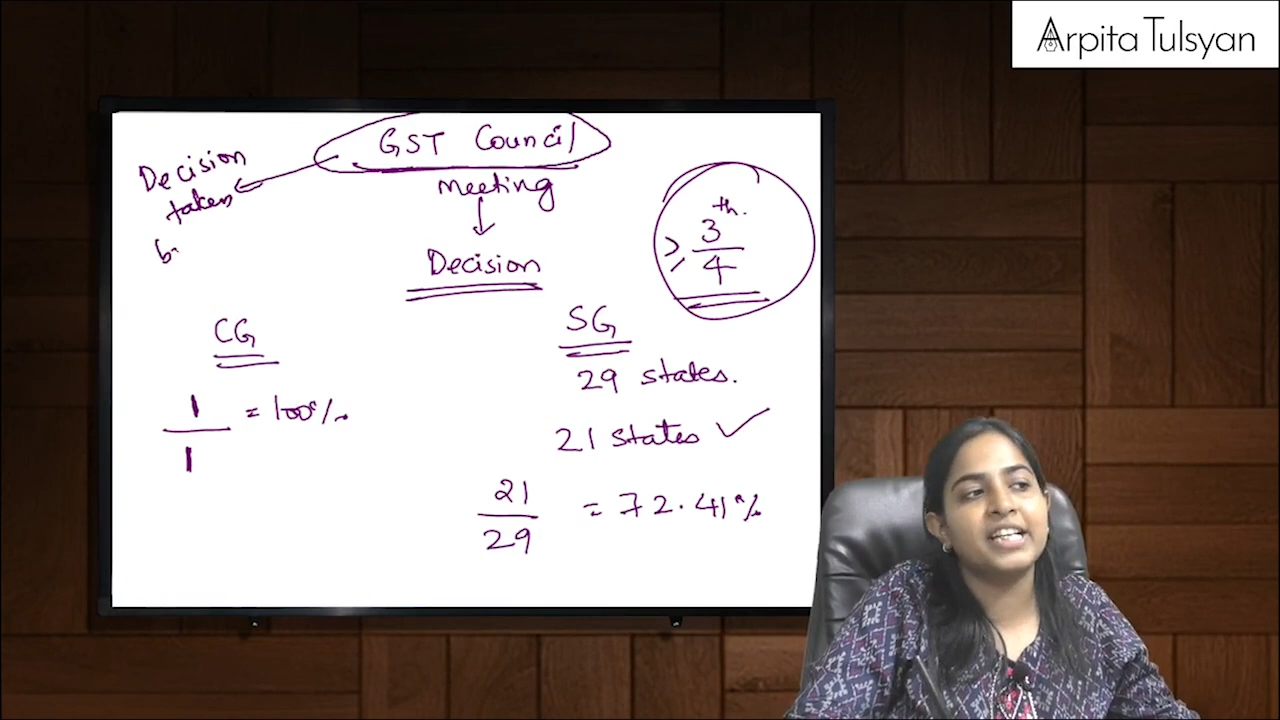 Arpita Tulsyan
GST Council
meeting
Decision
taken
by
Decision
≥ 3th/4
CG
1/1 = 100%
SG
29 states.
21 states ✓
21/29 = 72.41%